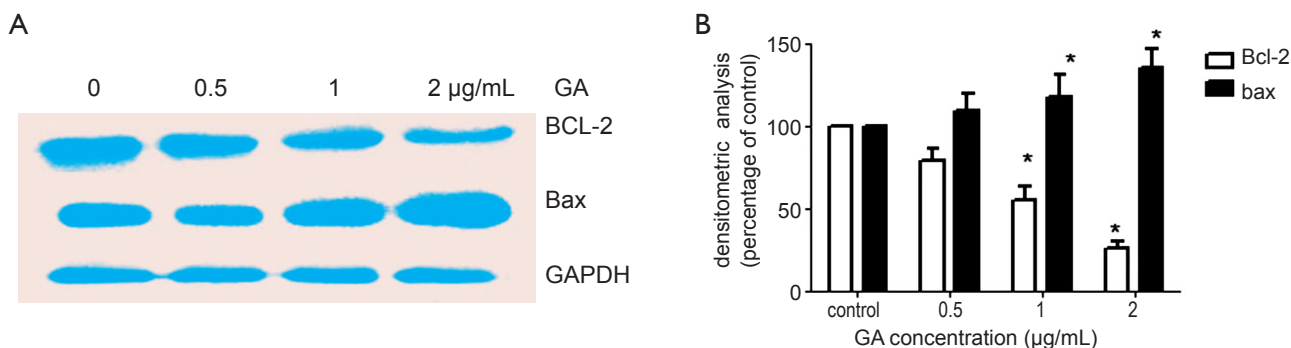 A
0 0.5 1 2 µg/mL GA
BCL-2
Bax
GAPDH
B
densitometric analysis
(percentage of control)
150
100
50
0
* * * *
Bcl-2
bax
control 0.5 1 2
GA concentration (µg/mL)